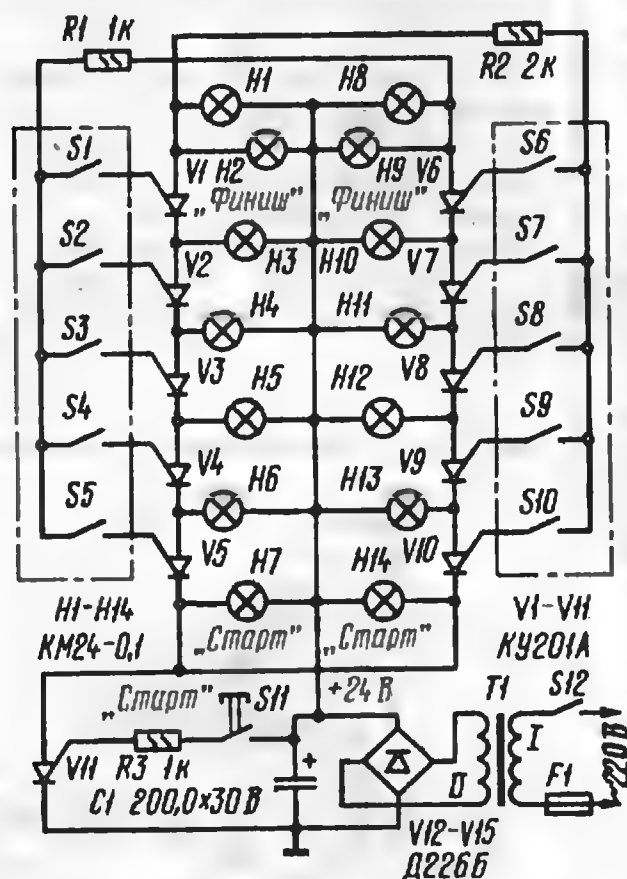 R1 1к
R2 2к
H1 H8
S1 V1 H2 H9 V6 S6
„Финиш" „Финиш"
S2 V2 H3 H10 V7 S7
S3 H4 H11 S8
V3 H5 H12 V8
S4 S9
V4 H6 H13 V9
S5 V5 H7 H14 V10 S10
H1-H14 V1-V11
КМ24-0,1 „Старт" „Старт" КУ201А
+24 В T1 S12
„Старт" S11
V11 R3 1к II I 220 В
C1 200,0×30 В + F1
V12-V15
Д226Б